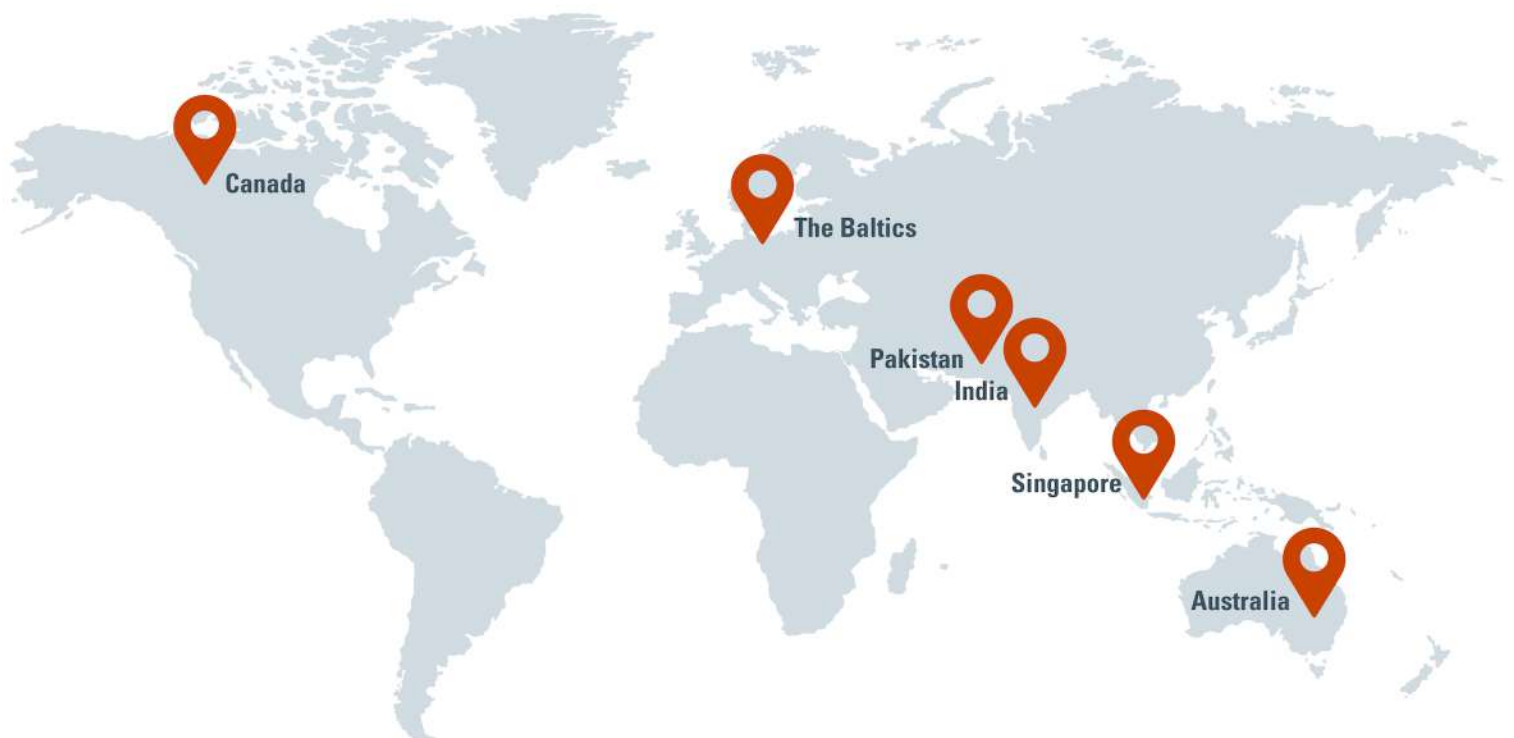 Canada
The Baltics
Pakistan
India
Singapore
Australia